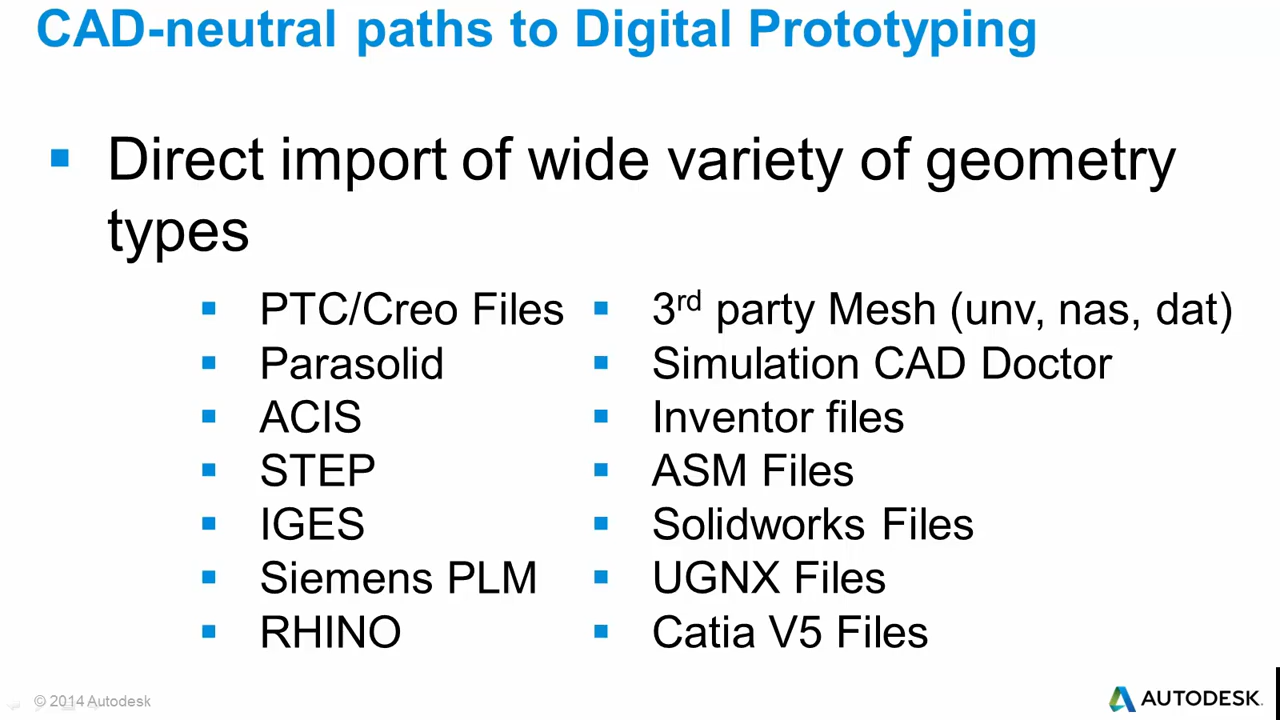 CAD-neutral paths to Digital Prototyping
Direct import of wide variety of geometry
types
PTC/Creo Files
Parasolid
ACIS
STEP
IGES
Siemens PLM
RHINO
3rd party Mesh (unv, nas, dat)
Simulation CAD Doctor
Inventor files
ASM Files
Solidworks Files
UGNX Files
Catia V5 Files
© 2014 Autodesk
AUTODESK.